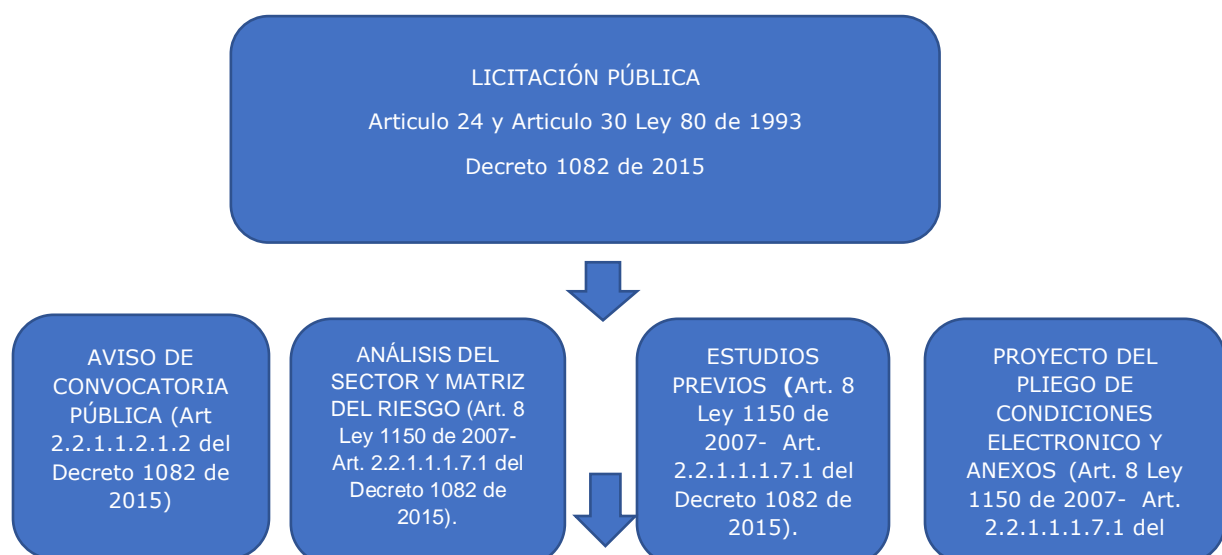 LICITACIÓN PÚBLICA
Articulo 24 y Articulo 30 Ley 80 de 1993
Decreto 1082 de 2015
AVISO DE
CONVOCATORIA
PÚBLICA (Art
2.2.1.1.2.1.2 del
Decreto 1082 de
2015)
ANÁLISIS DEL
SECTOR Y MATRIZ
DEL RIESGO (Art. 8
Ley 1150 de 2007-
Art. 2.2.1.1.1.7.1 del
Decreto 1082 de
2015).
ESTUDIOS
PREVIOS (Art. 8
Ley 1150 de
2007- Art.
2.2.1.1.1.7.1 del
Decreto 1082 de
2015).
PROYECTO DEL
PLIEGO DE
CONDICIONES
ELECTRONICO Y
ANEXOS (Art. 8 Ley
1150 de 2007- Art.
2.2.1.1.1.7.1 del